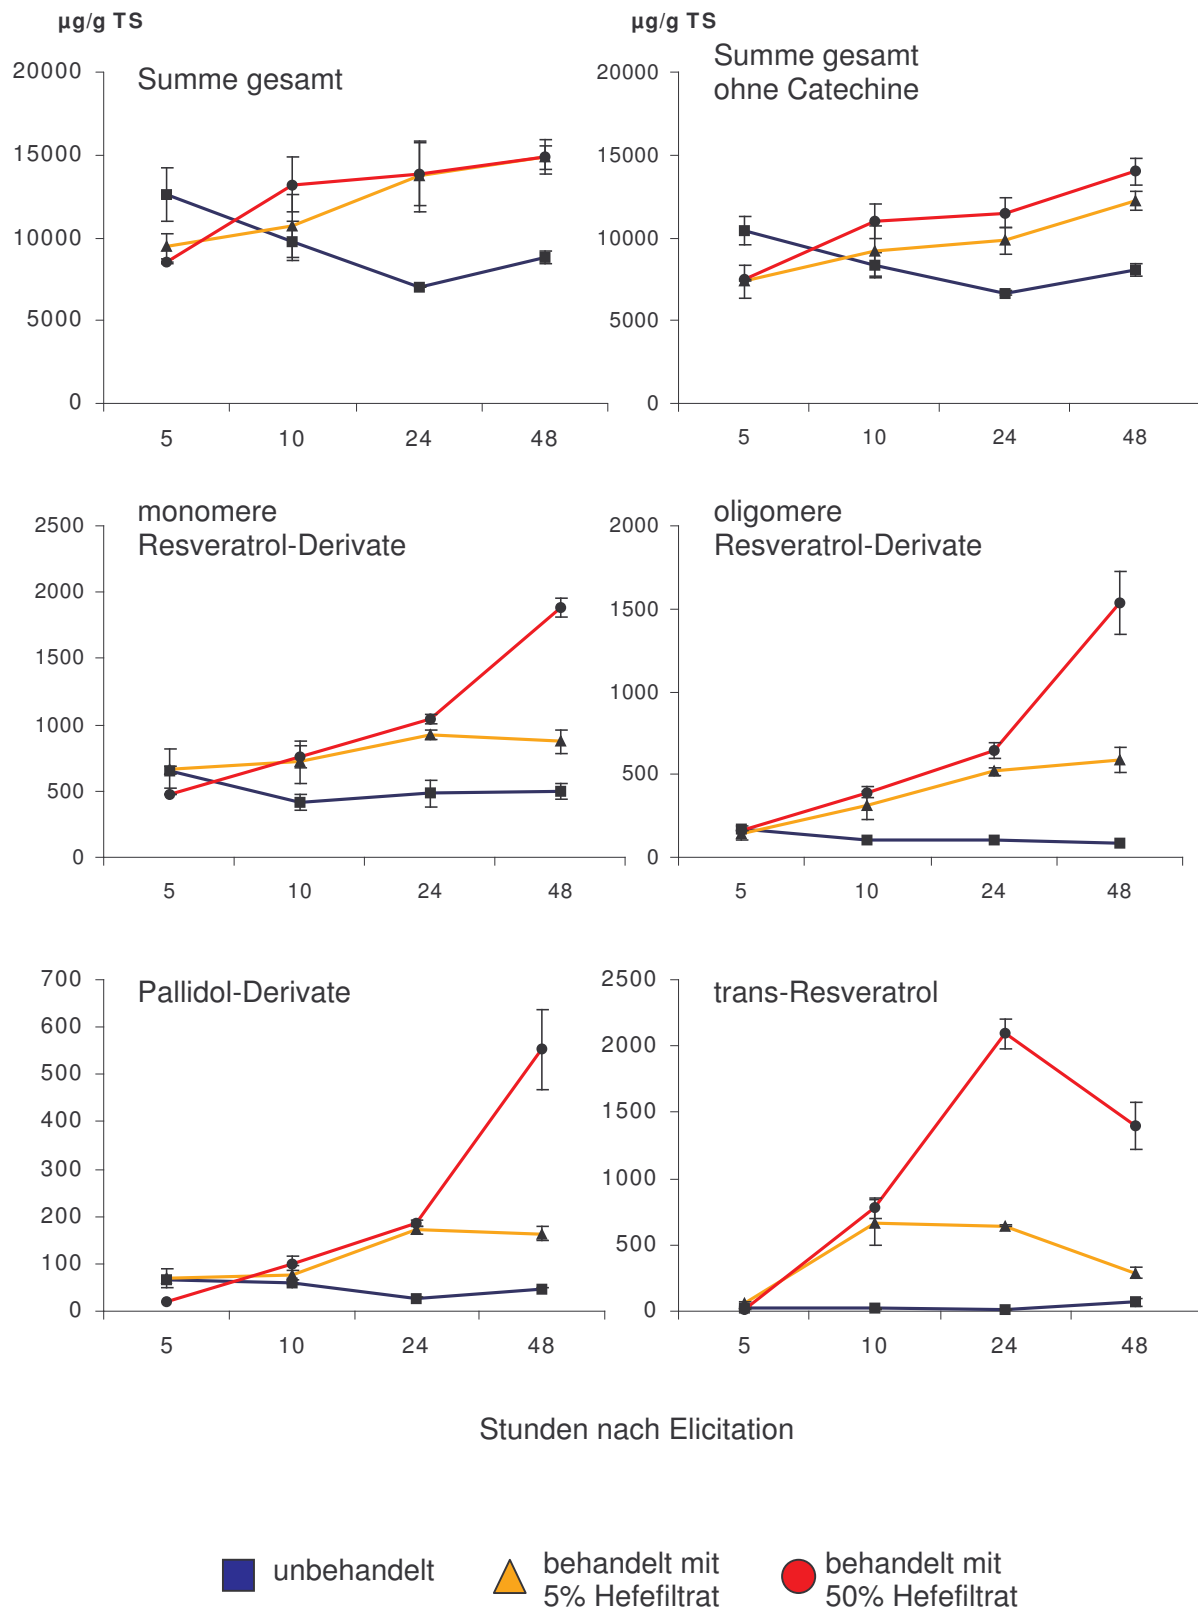 µg/g TS
µg/g TS
Summe gesamt
20000
15000
10000
5000
0
5 10 24 48
Summe gesamt
ohne Catechine
20000
15000
10000
5000
0
5 10 24 48
monomere
Resveratrol-Derivate
2500
2000
1500
1000
500
0
5 10 24 48
oligomere
Resveratrol-Derivate
2000
1500
1000
500
0
5 10 24 48
Pallidol-Derivate
700
600
500
400
300
200
100
0
5 10 24 48
trans-Resveratrol
2500
2000
1500
1000
500
0
5 10 24 48
Stunden nach Elicitation
unbehandelt
behandelt mit
5% Hefefiltrat
behandelt mit
50% Hefefiltrat